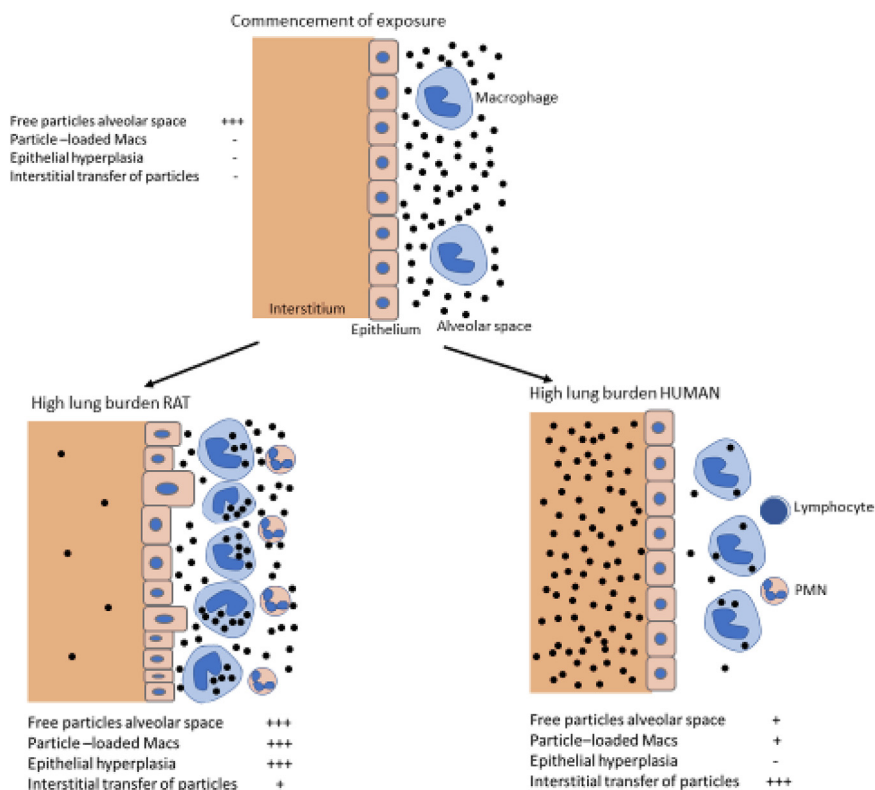 Commencement of exposure
Macrophage
Free particles alveolar space +++
Particle–loaded Macs -
Epithelial hyperplasia -
Interstitial transfer of particles -
Interstitium
Epithelium
Alveolar space
High lung burden RAT
High lung burden HUMAN
Lymphocyte
PMN
Free particles alveolar space +++
Particle–loaded Macs +++
Epithelial hyperplasia +++
Interstitial transfer of particles +
Free particles alveolar space +
Particle–loaded Macs +
Epithelial hyperplasia -
Interstitial transfer of particles +++